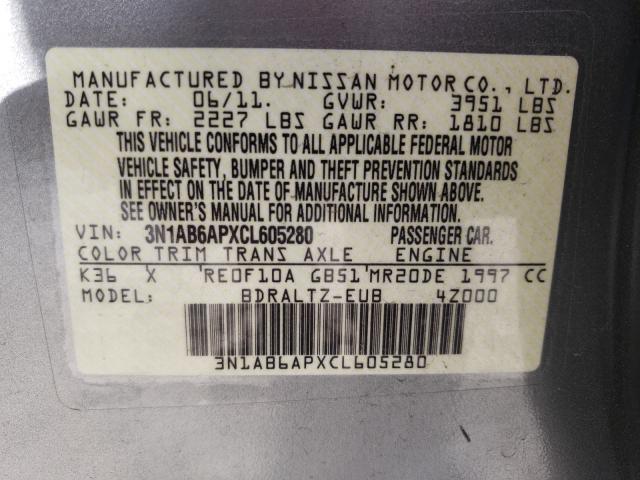 MANUFACTURED BY NISSAN MOTOR CO., LTD.
DATE: 06/11. GVWR: 3951 LBS
GAWR FR: 2227 LBS GAWR RR: 1810 LBS
THIS VEHICLE CONFORMS TO ALL APPLICABLE FEDERAL MOTOR
VEHICLE SAFETY, BUMPER AND THEFT PREVENTION STANDARDS
IN EFFECT ON THE DATE OF MANUFACTURE SHOWN ABOVE.
SEE OWNER'S MANUAL FOR ADDITIONAL INFORMATION.
VIN: 3N1AB6APXCL605280 PASSENGER CAR.
COLOR TRIM TRANS AXLE ENGINE
K36 X 'RE0F10A GB51'MR20DE 1997 CC
MODEL: BDRALTZ-EUB 4Z000
3N1AB6APXCL605280